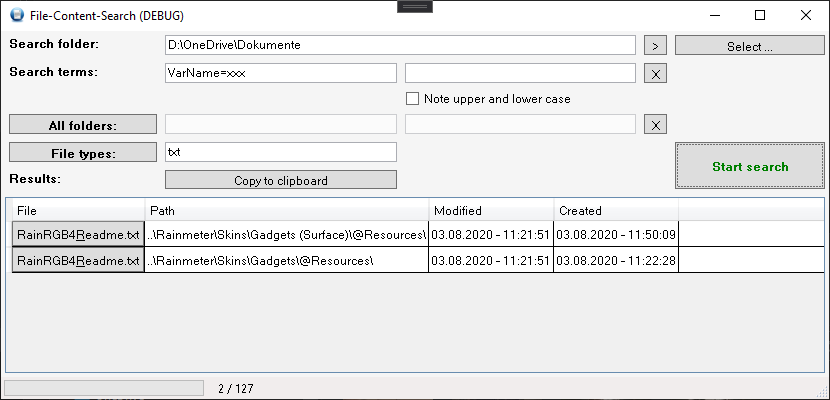 File-Content-Search (DEBUG)
Search folder: D:\OneDrive\Dokumente > Select ...
Search terms: VarName=xxx X
Note upper and lower case
All folders: X
File types: txt
Start search
Results: Copy to clipboard
File Path Modified Created
RainRGB4Readme.txt ..\Rainmeter\Skins\Gadgets (Surface)\@Resources\ 03.08.2020 - 11:21:51 03.08.2020 - 11:50:09
RainRGB4Readme.txt ..\Rainmeter\Skins\Gadgets\@Resources\ 03.08.2020 - 11:21:51 03.08.2020 - 11:22:28
2 / 127